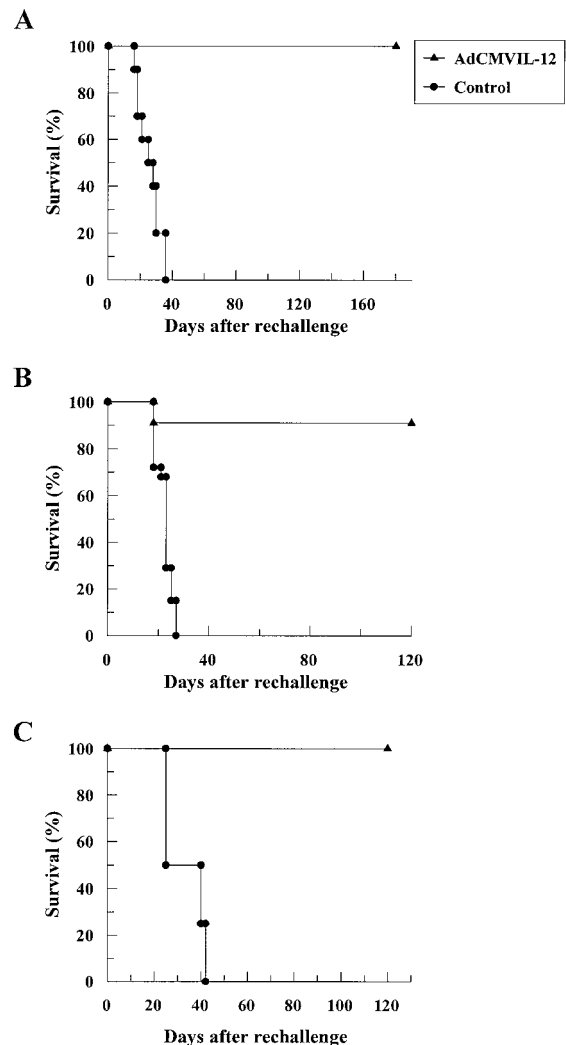 A
AdCMVIL-12
Control
100
80
60
40
20
0
Survival (%)
0 40 80 120 160
Days after rechallenge
B
100
80
60
40
20
0
Survival (%)
0 40 80 120
Days after rechallenge
C
100
80
60
40
20
0
Survival (%)
0 20 40 60 80 100 120
Days after rechallenge